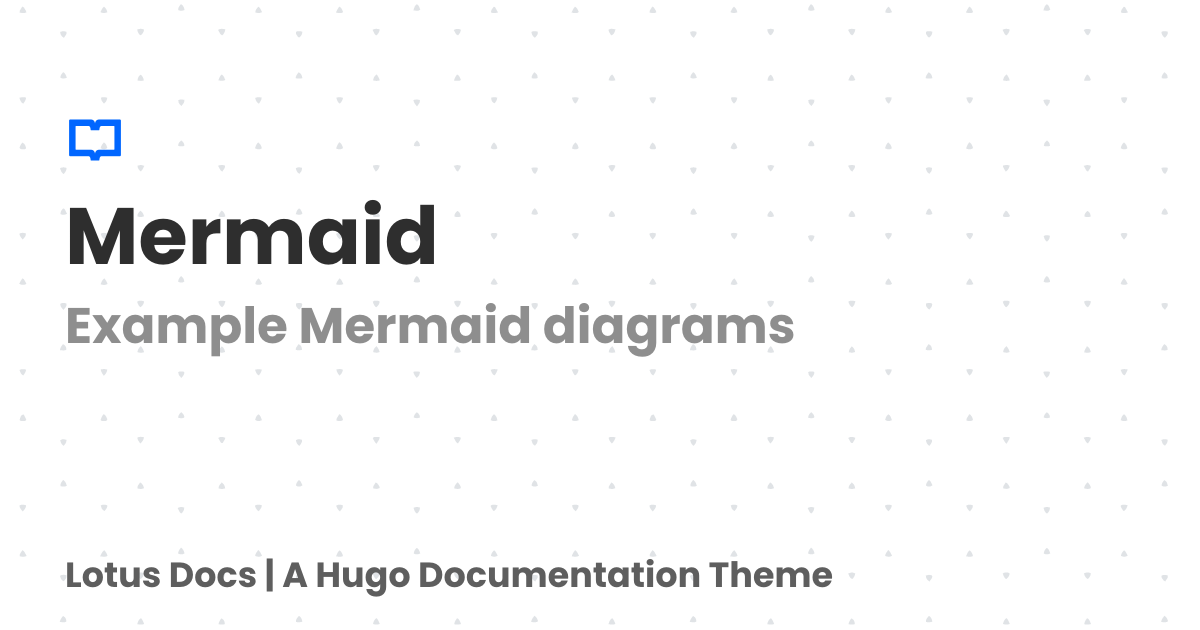 Mermaid
Example Mermaid diagrams
Lotus Docs | A Hugo Documentation Theme